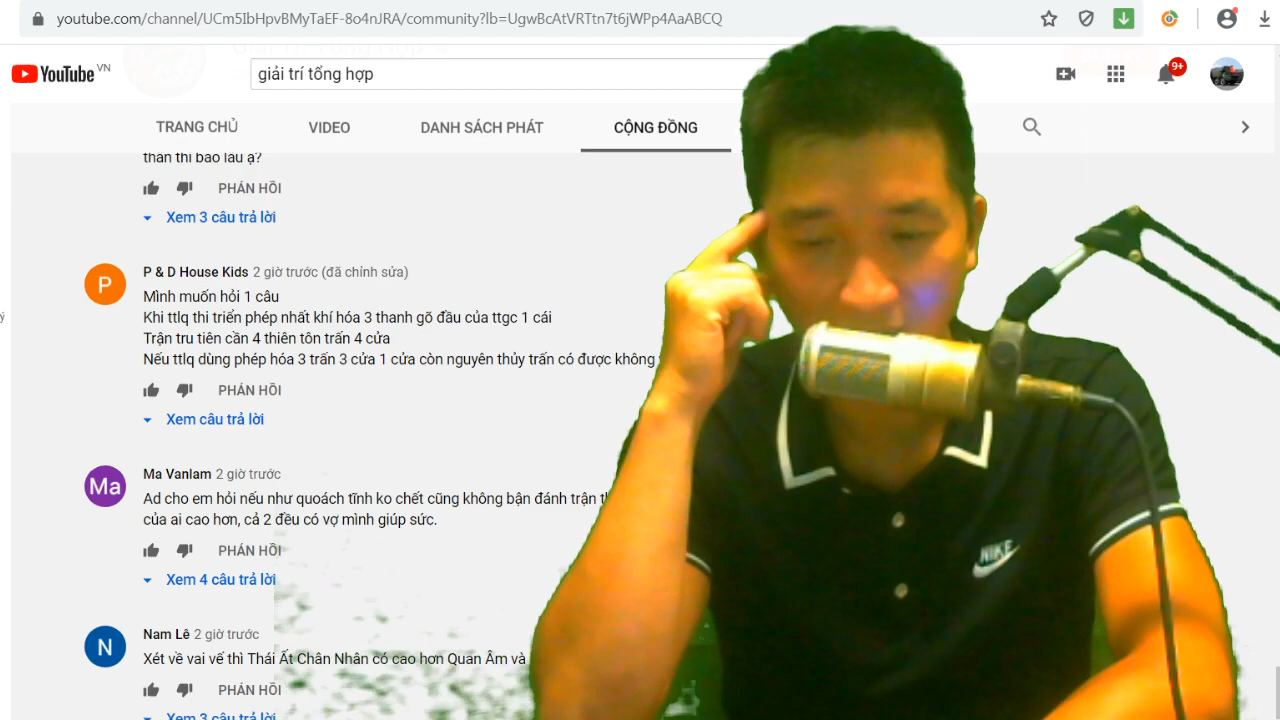 youtube.com/channel/UCm5IbHpvBMyTaEF-8o4nJRA/community?lb=UgwBcAtVRTtn7t6jWPp4AaABCQ
YouTube VN
giải trí tổng hợp
9+
TRANG CHỦ
VIDEO
DANH SÁCH PHÁT
CỘNG ĐỒNG
thân thì bao lâu ạ?
PHẢN HỒI
Xem 3 câu trả lời
P
P & D House Kids 2 giờ trước (đã chỉnh sửa)
Mình muốn hỏi 1 câu
Khi ttlq thi triển phép nhất khí hóa 3 thanh gõ đầu của ttgc 1 cái
Trận tru tiên cần 4 thiên tôn trấn 4 cửa
Nếu ttlq dùng phép hóa 3 trấn 3 cửa 1 cửa còn nguyên thủy trấn có được không
PHẢN HỒI
Xem câu trả lời
Ma
Ma Vanlam 2 giờ trước
Ad cho em hỏi nếu như quoách tĩnh ko chết cũng không bận đánh trận
của ai cao hơn, cả 2 đều có vợ mình giúp sức.
PHẢN HỒI
Xem 4 câu trả lời
N
Nam Lê 2 giờ trước
Xét về vai vế thì Thái Ất Chân Nhân có cao hơn Quan Âm và
PHẢN HỒI
Xem 3 câu trả lời
NIKE